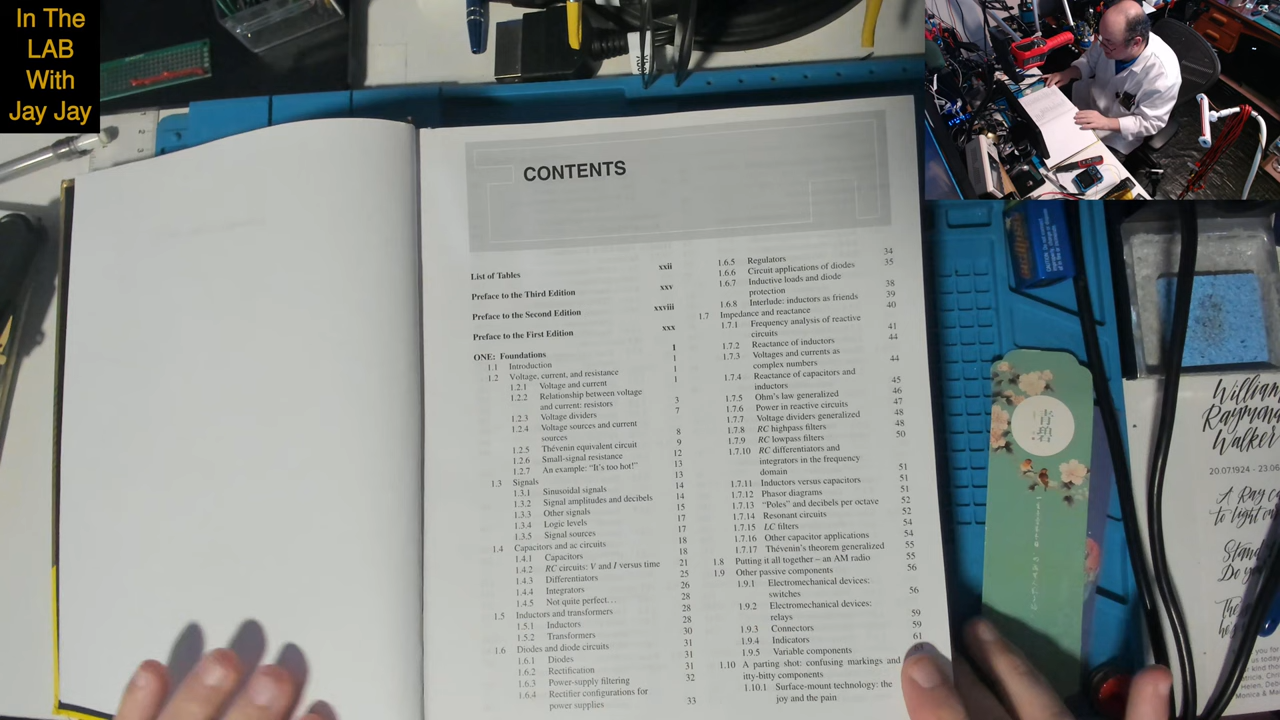 In The
LAB
With
Jay Jay
CONTENTS
List of Tables xxii
Preface to the Third Edition xxv
Preface to the Second Edition xxviii
Preface to the First Edition xxx
ONE: Foundations 1
1.1 Introduction 1
1.2 Voltage, current, and resistance 1
1.2.1 Voltage and current 1
1.2.2 Relationship between voltage
and current: resistors 3
1.2.3 Voltage dividers 7
1.2.4 Voltage sources and current
sources 8
1.2.5 Thévenin equivalent circuit 9
1.2.6 Small-signal resistance 12
1.2.7 An example: “It’s too hot!” 13
1.3 Signals 13
1.3.1 Sinusoidal signals 14
1.3.2 Signal amplitudes and decibels 14
1.3.3 Other signals 15
1.3.4 Logic levels 17
1.3.5 Signal sources 17
1.4 Capacitors and ac circuits 18
1.4.1 Capacitors 18
1.4.2 RC circuits: V and I versus time 21
1.4.3 Differentiators 25
1.4.4 Integrators 26
1.4.5 Not quite perfect… 28
1.5 Inductors and transformers 28
1.5.1 Inductors 28
1.5.2 Transformers 30
1.6 Diodes and diode circuits 31
1.6.1 Diodes 31
1.6.2 Rectification 31
1.6.3 Power-supply filtering 32
1.6.4 Rectifier configurations for
power supplies 33
1.6.5 Regulators 34
1.6.6 Circuit applications of diodes 35
1.6.7 Inductive loads and diode
protection 38
1.6.8 Interlude: inductors as friends 39
1.7 Impedance and reactance 40
1.7.1 Frequency analysis of reactive
circuits 41
1.7.2 Reactance of inductors 44
1.7.3 Voltages and currents as
complex numbers 44
1.7.4 Reactance of capacitors and
inductors 45
1.7.5 Ohm’s law generalized 46
1.7.6 Power in reactive circuits 47
1.7.7 Voltage dividers generalized 48
1.7.8 RC highpass filters 48
1.7.9 RC lowpass filters 50
1.7.10 RC differentiators and
integrators in the frequency
domain 51
1.7.11 Inductors versus capacitors 51
1.7.12 Phasor diagrams 51
1.7.13 “Poles” and decibels per octave 52
1.7.14 Resonant circuits 52
1.7.15 LC filters 54
1.7.16 Other capacitor applications 54
1.7.17 Thévenin’s theorem generalized 55
1.8 Putting it all together – an AM radio 55
1.9 Other passive components 56
1.9.1 Electromechanical devices:
switches 56
1.9.2 Electromechanical devices:
relays 59
1.9.3 Connectors 59
1.9.4 Indicators 61
1.9.5 Variable components
1.10 A parting shot: confusing markings and
itty-bitty components
1.10.1 Surface-mount technology: the
joy and the pain
William
Raymond
Walker
20.07.1924 - 23.0
A Ray o
to light o
Stand
Do yo
you for
us today